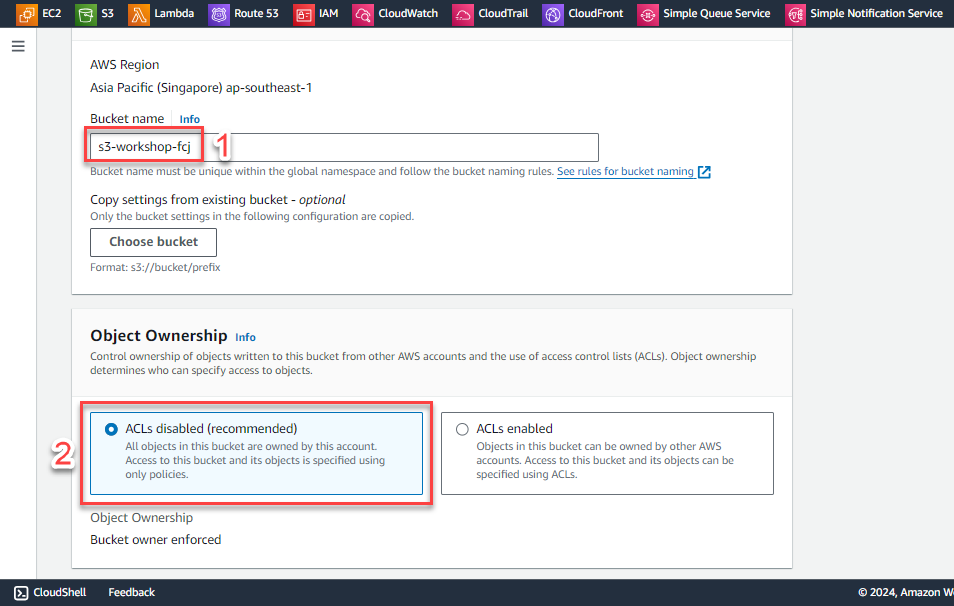 EC2 S3 Lambda Route 53 IAM CloudWatch CloudTrail CloudFront Simple Queue Service Simple Notification Service
AWS Region
Asia Pacific (Singapore) ap-southeast-1
Bucket name Info
s3-workshop-fcj 1
Bucket name must be unique within the global namespace and follow the bucket naming rules. See rules for bucket naming
Copy settings from existing bucket - optional
Only the bucket settings in the following configuration are copied.
Choose bucket
Format: s3://bucket/prefix
Object Ownership Info
Control ownership of objects written to this bucket from other AWS accounts and the use of access control lists (ACLs). Object ownership
determines who can specify access to objects.
2
ACLs disabled (recommended)
All objects in this bucket are owned by this account.
Access to this bucket and its objects is specified using
only policies.
ACLs enabled
Objects in this bucket can be owned by other AWS
accounts. Access to this bucket and its objects can be
specified using ACLs.
Object Ownership
Bucket owner enforced
CloudShell Feedback © 2024, Amazon